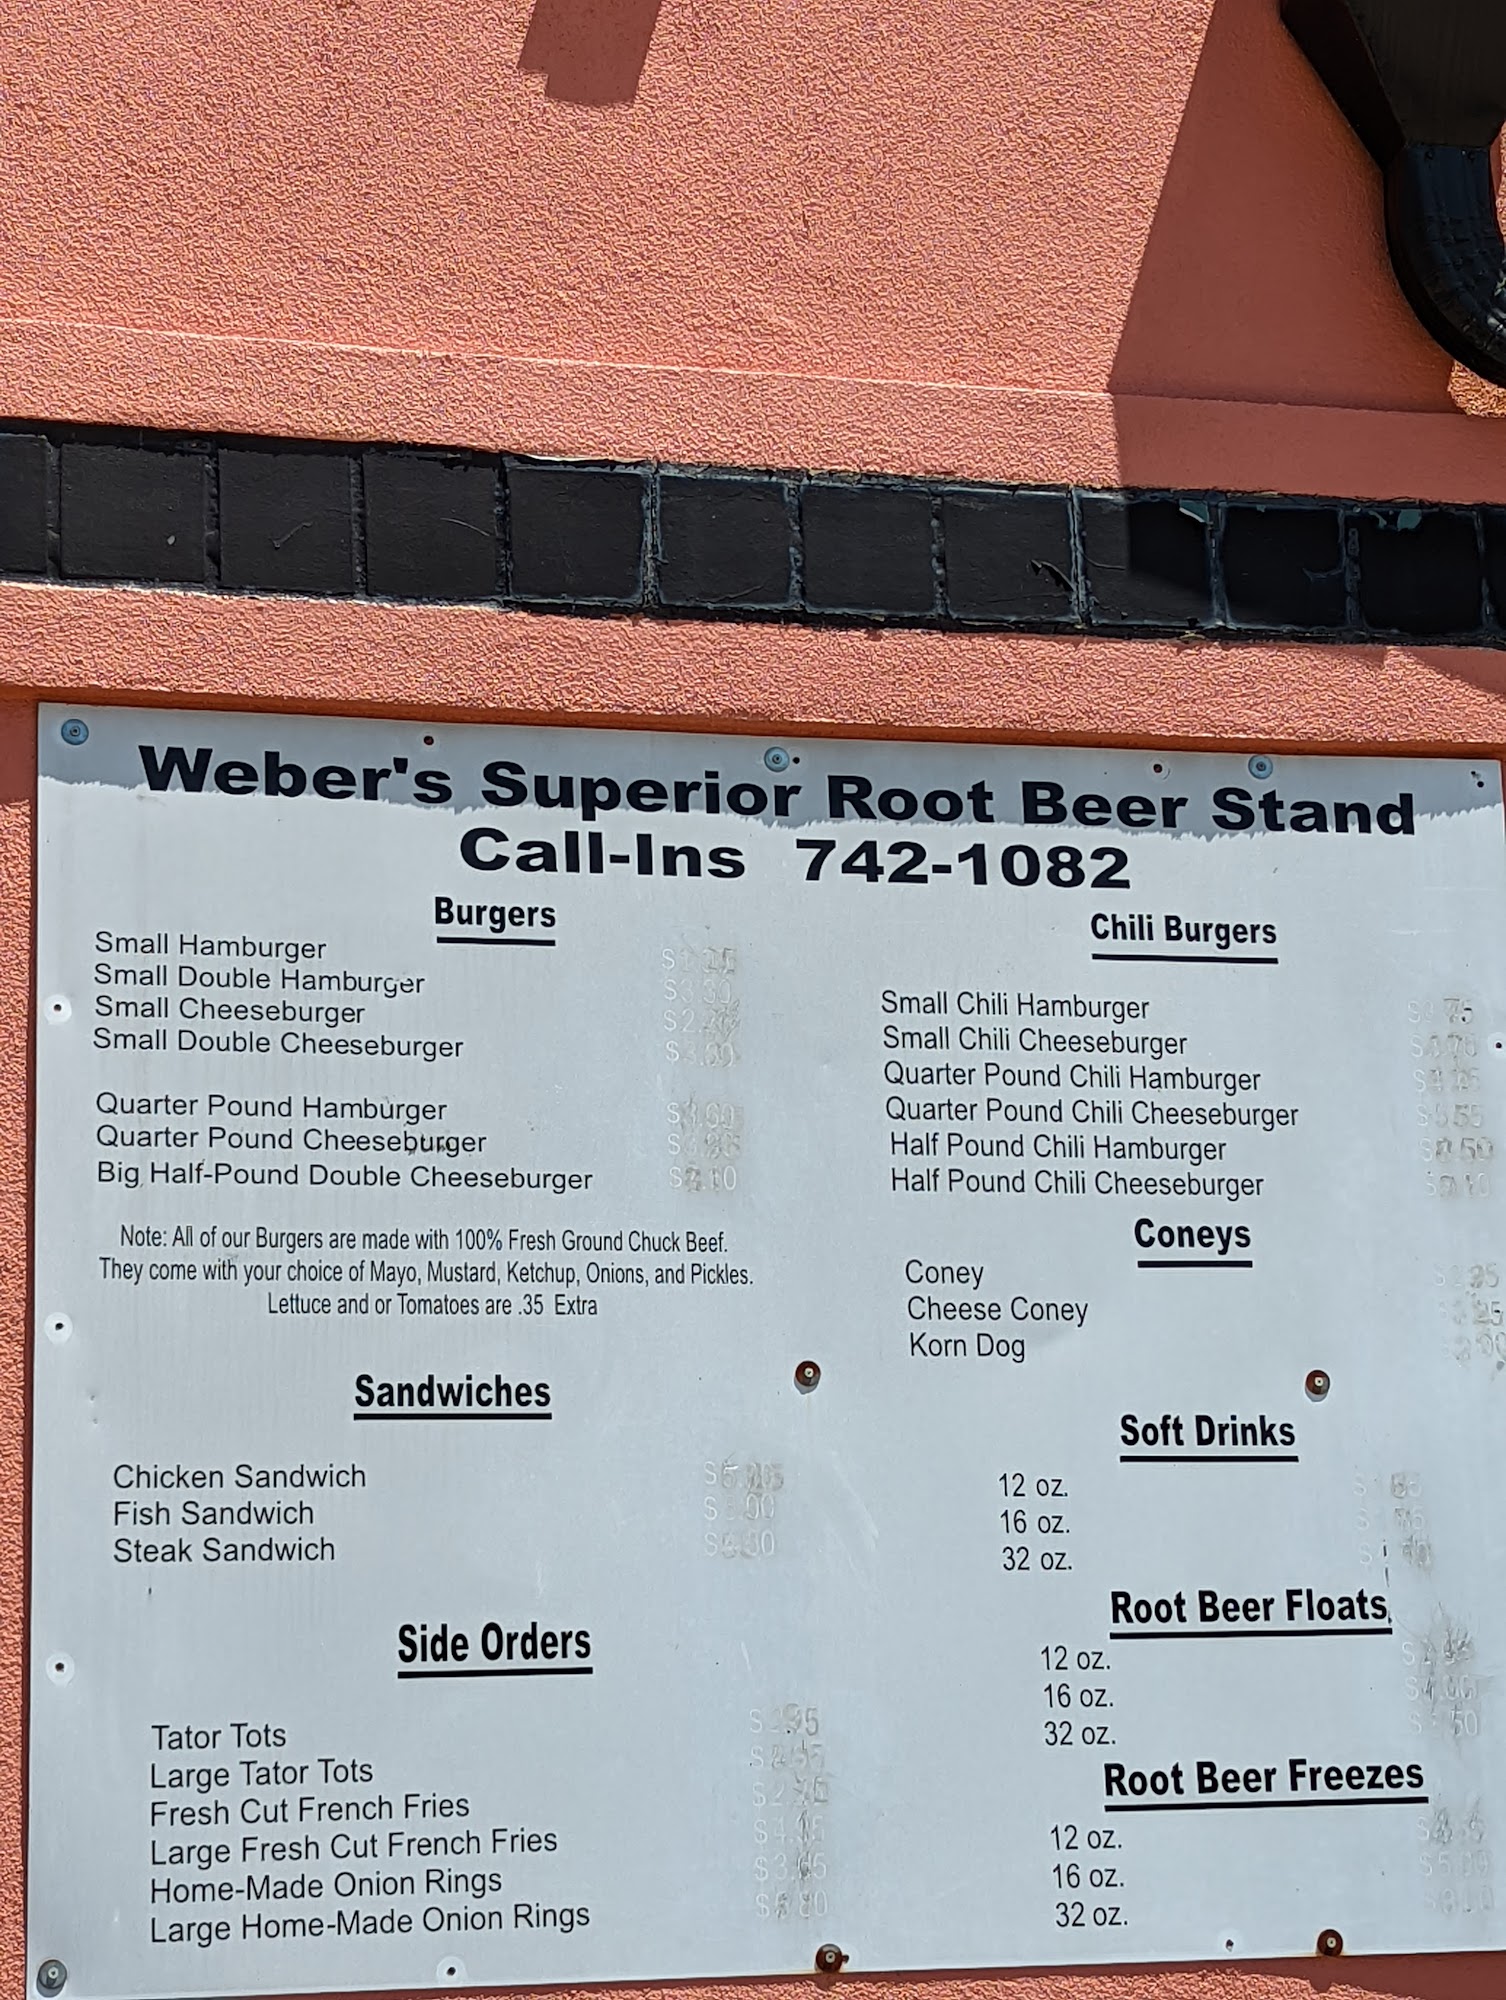 Weber's Superior Root Beer Stand
Call-Ins 742-1082
Burgers
Small Hamburger
Small Double Hamburger
Small Cheeseburger
Small Double Cheeseburger
Quarter Pound Hamburger
Quarter Pound Cheeseburger
Big Half-Pound Double Cheeseburger
Note: All of our Burgers are made with 100% Fresh Ground Chuck Beef.
They come with your choice of Mayo, Mustard, Ketchup, Onions, and Pickles.
Lettuce and or Tomatoes are .35 Extra
Sandwiches
Chicken Sandwich
Fish Sandwich
Steak Sandwich
Side Orders
Tator Tots
Large Tator Tots
Fresh Cut French Fries
Large Fresh Cut French Fries
Home-Made Onion Rings
Large Home-Made Onion Rings
Chili Burgers
Small Chili Hamburger
Small Chili Cheeseburger
Quarter Pound Chili Hamburger
Quarter Pound Chili Cheeseburger
Half Pound Chili Hamburger
Half Pound Chili Cheeseburger
Coneys
Coney
Cheese Coney
Korn Dog
Soft Drinks
12 oz.
16 oz.
32 oz.
Root Beer Floats
12 oz.
16 oz.
32 oz.
Root Beer Freezes
12 oz.
16 oz.
32 oz.